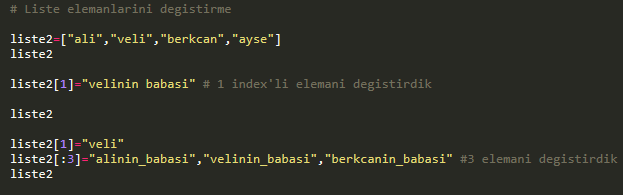 # Liste elemanlarini degistirme
liste2=["ali","veli","berkcan","ayse"]
liste2
liste2[1]="velinin babasi" # 1 index'li elemani degistirdik
liste2
liste2[1]="veli"
liste2[:3]="alinin_babasi","velinin_babasi","berkcanin_babasi" #3 elemani degistirdik
liste2